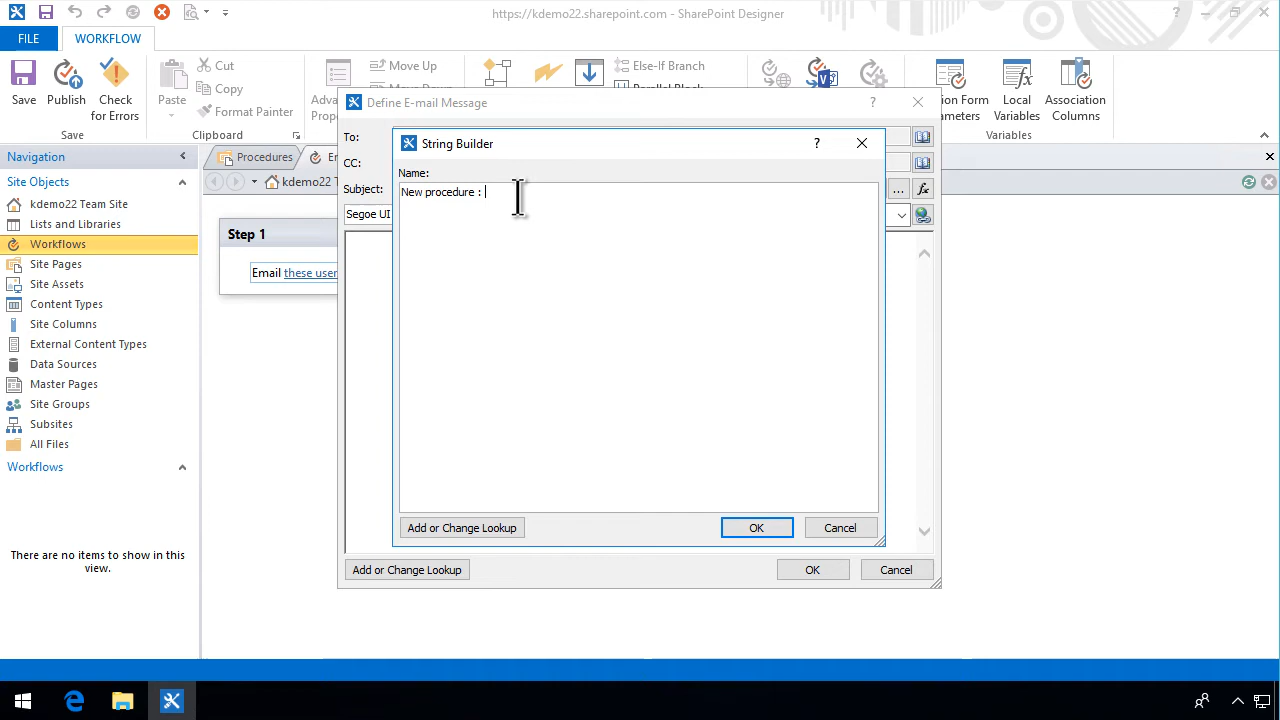 https://kdemo22.sharepoint.com - SharePoint Designer
FILE
WORKFLOW
Save
Publish
Check
for Errors
Save
Paste
Cut
Copy
Format Painter
Clipboard
Move Up
Else-If Branch
Local
Variables
Association
Columns
Variables
Navigation
Site Objects
kdemo22 Team Site
Lists and Libraries
Workflows
Site Pages
Site Assets
Content Types
Site Columns
External Content Types
Data Sources
Master Pages
Site Groups
Subsites
All Files
Workflows
There are no items to show in this
view.
Procedures
kdemo22
Step 1
Email these user
Define E-mail Message
To:
CC:
Subject:
Segoe UI
String Builder
Name:
New procedure :
Add or Change Lookup
OK
Cancel
Add or Change Lookup
OK
Cancel